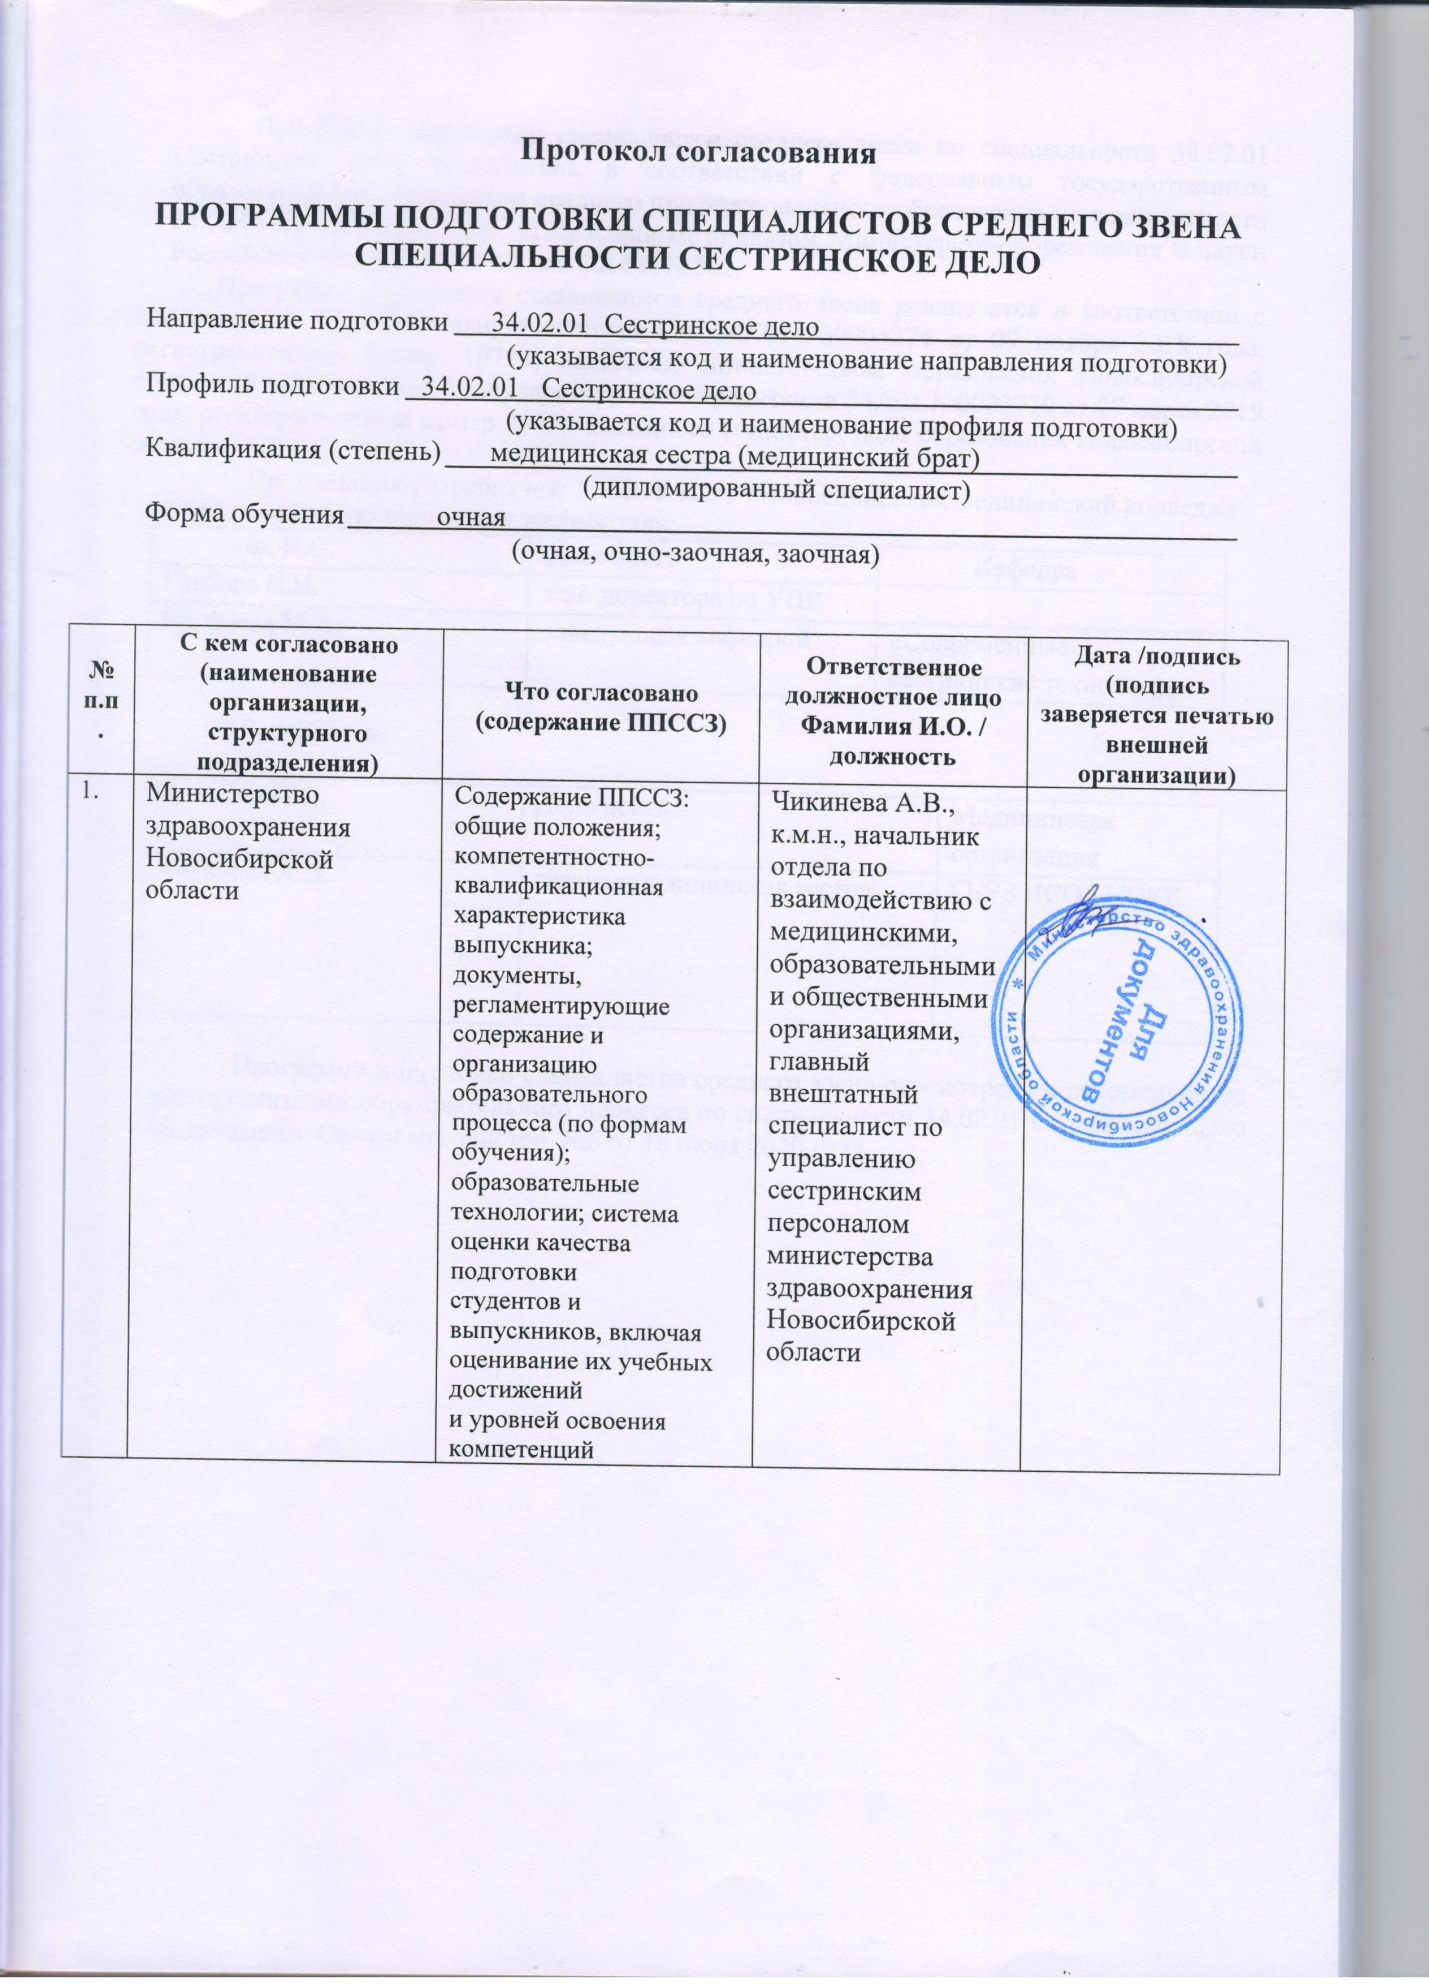 Протокол согласования
ПРОГРАММЫ ПОДГОТОВКИ СПЕЦИАЛИСТОВ СРЕДНЕГО ЗВЕНА
СПЕЦИАЛЬНОСТИ СЕСТРИНСКОЕ ДЕЛО
Направление подготовки 34.02.01 Сестринское дело
(указывается код и наименование направления подготовки)
Профиль подготовки 34.02.01 Сестринское дело
(указывается код и наименование профиля подготовки)
Квалификация (степень) медицинская сестра (медицинский брат)
(дипломированный специалист)
Форма обучения очная
(очная, очно-заочная, заочная)
№
п.п
.
С кем согласовано
(наименование
организации,
структурного
подразделения)
Что согласовано
(содержание ППССЗ)
Ответственное
должностное лицо
Фамилия И.О. /
должность
Дата /подпись
(подпись
заверяется печатью
внешней
организации)
1.
Министерство
здравоохранения
Новосибирской
области
Содержание ППССЗ:
общие положения;
компетентностно-
квалификационная
характеристика
выпускника;
документы,
регламентирующие
содержание и
организацию
образовательного
процесса (по формам
обучения);
образовательные
технологии; система
оценки качества
подготовки
студентов и
выпускников, включая
оценивание их учебных
достижений
и уровней освоения
компетенций
Чикинева А.В.,
к.м.н., начальник
отдела по
взаимодействию с
медицинскими,
образовательными
и общественными
организациями,
главный
внештатный
специалист по
управлению
сестринским
персоналом
министерства
здравоохранения
Новосибирской
области
* Министерство здравоохранения Новосибирской области
Для
документов